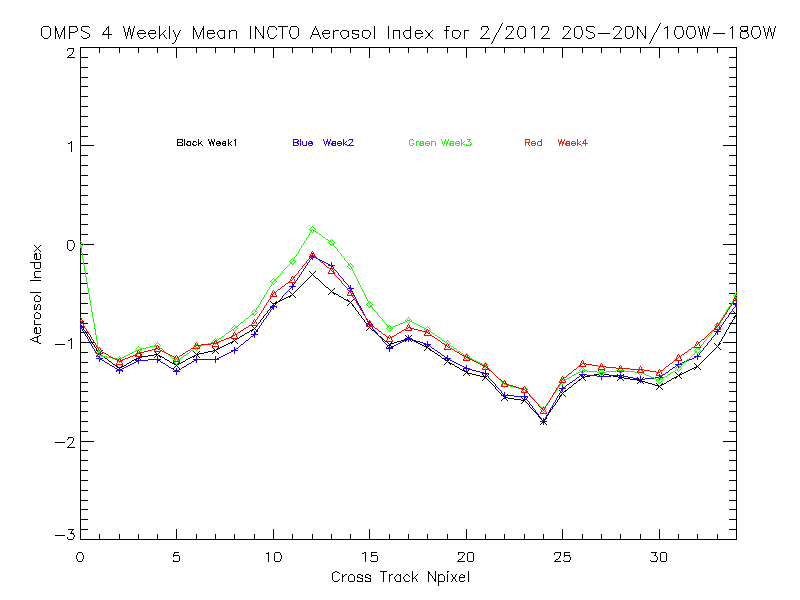 OMPS 4 Weekly Mean INCTO Aerosol Index for 2/2012 20S-20N/100W-180W
2
Black Week1 Blue Week2 Green Week3 Red Week4
1
0
Aerosol Index
-1
-2
-3
0 5 10 15 20 25 30
Cross Track Npixel